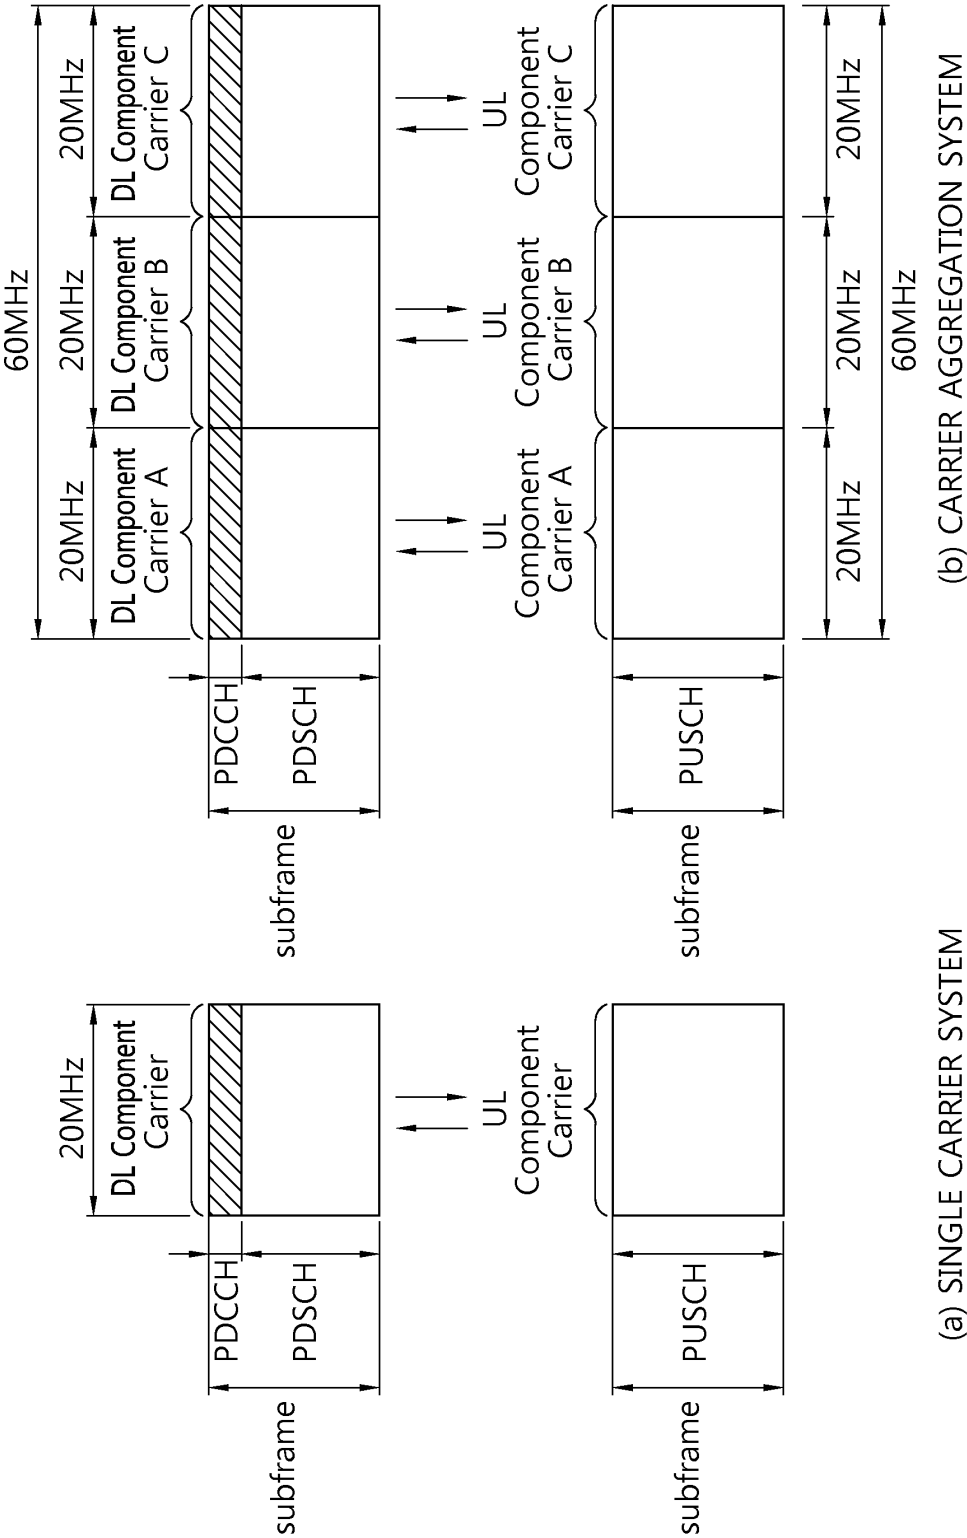 20MHz
DL Component
Carrier
PDCCH
PDSCH
subframe
UL
Component
Carrier
PUSCH
subframe
(a) SINGLE CARRIER SYSTEM
60MHz
20MHz
20MHz
20MHz
DL Component
Carrier A
DL Component
Carrier B
DL Component
Carrier C
PDCCH
PDSCH
subframe
UL
Component
Carrier A
UL
Component
Carrier B
UL
Component
Carrier C
PUSCH
subframe
20MHz
20MHz
20MHz
60MHz
(b) CARRIER AGGREGATION SYSTEM